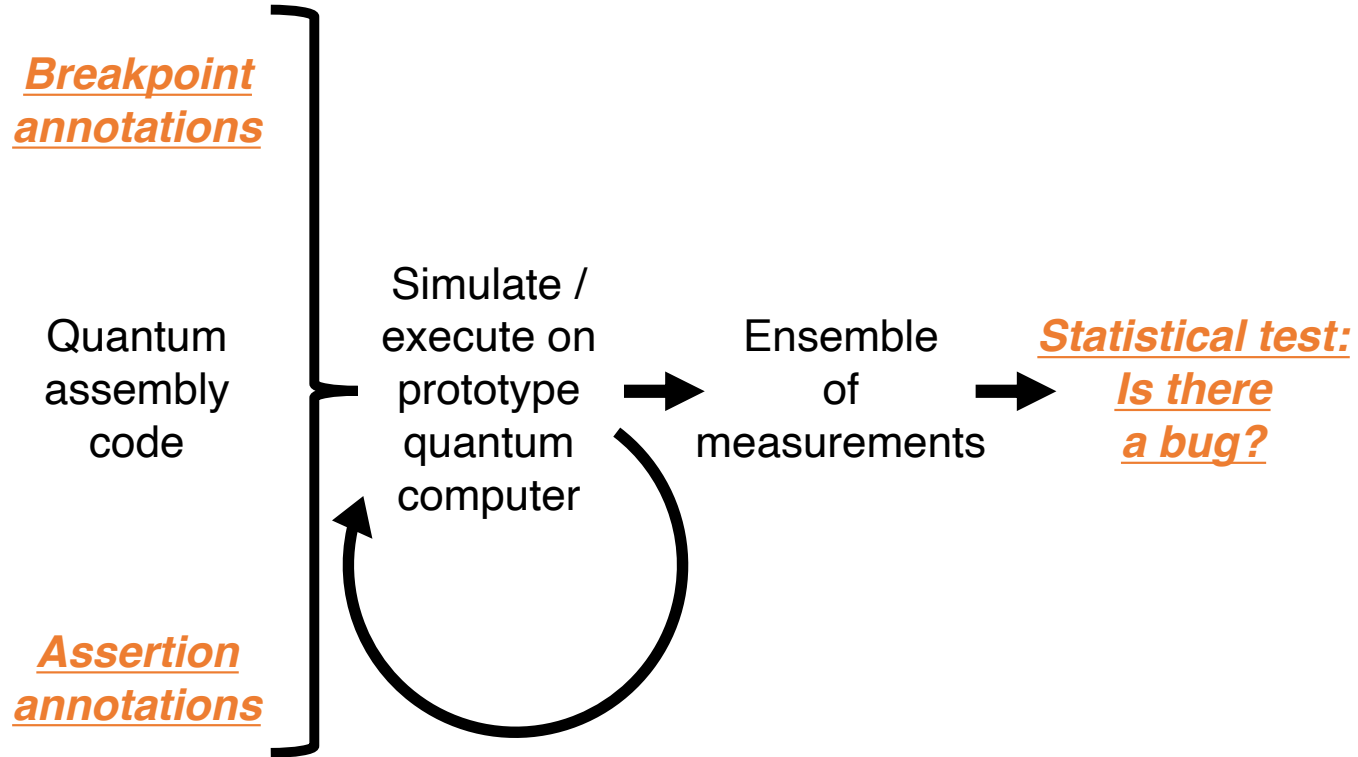 Breakpoint
annotations
Quantum
assembly
code
Assertion
annotations
Simulate /
execute on
prototype
quantum
computer
Ensemble
of
measurements
Statistical test:
Is there
a bug?